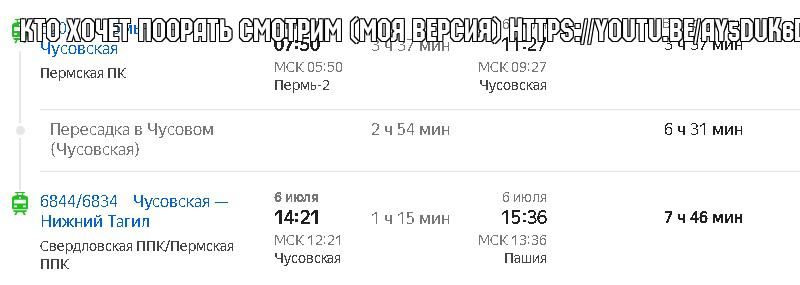 КТО ХОЧЕТ ПООРАТЬ СМОТРИМ (МОЯ ВЕРСИЯ) HTTPS://YOUTU.BE/AY5DUK6
Чусовская 07:50 3 ч 37 мин 11:27 3 ч 37 мин
Пермская ПК МСК 05:50 МСК 09:27
Пермь-2 Чусовская
Пересадка в Чусовом 2 ч 54 мин 6 ч 31 мин
(Чусовская)
6844/6834 Чусовская — 6 июля 6 июля
Нижний Тагил 14:21 1 ч 15 мин 15:36 7 ч 46 мин
Свердловская ППК/Пермская МСК 12:21 МСК 13:36
ППК Чусовская Пашия